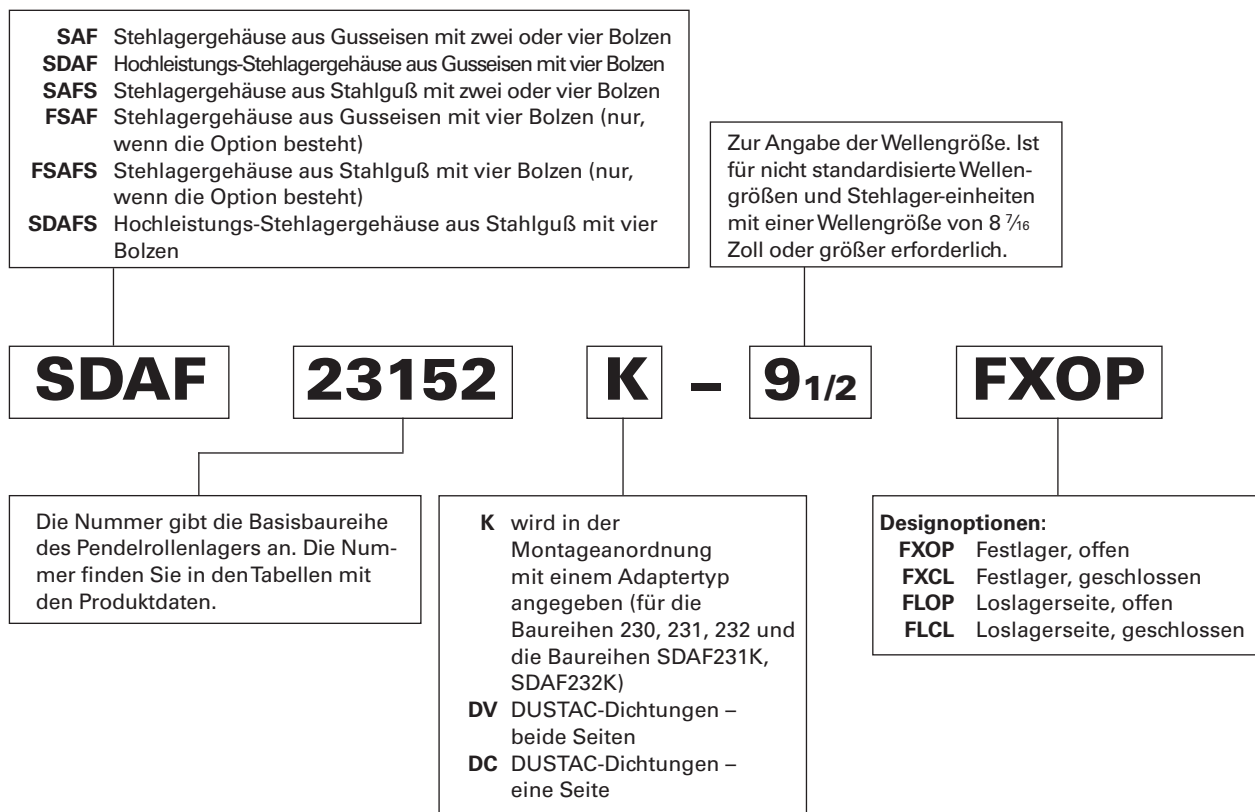 SAF Stehlagergehäuse aus Gusseisen mit zwei oder vier Bolzen
SDAF Hochleistungs-Stehlagergehäuse aus Gusseisen mit vier Bolzen
SAFS Stehlagergehäuse aus Stahlguß mit zwei oder vier Bolzen
FSAF Stehlagergehäuse aus Gusseisen mit vier Bolzen (nur,
wenn die Option besteht)
FSAFS Stehlagergehäuse aus Stahlguß mit vier Bolzen (nur,
wenn die Option besteht)
SDAFS Hochleistungs-Stehlagergehäuse aus Stahlguß mit vier
Bolzen
Zur Angabe der Wellengröße. Ist
für nicht standardisierte Wellen-
größen und Stehlager-einheiten
mit einer Wellengröße von 8 7/16
Zoll oder größer erforderlich.
SDAF 23152 K – 9 1/2 FXOP
Die Nummer gibt die Basisbaureihe
des Pendelrollenlagers an. Die Num-
mer finden Sie in den Tabellen mit
den Produktdaten.
K wird in der
Montageanordnung
mit einem Adaptertyp
angegeben (für die
Baureihen 230, 231, 232 und
die Baureihen SDAF231K,
SDAF232K)
DV DUSTAC-Dichtungen –
beide Seiten
DC DUSTAC-Dichtungen –
eine Seite
Designoptionen:
FXOP Festlager, offen
FXCL Festlager, geschlossen
FLOP Loslagerseite, offen
FLCL Loslagerseite, geschlossen